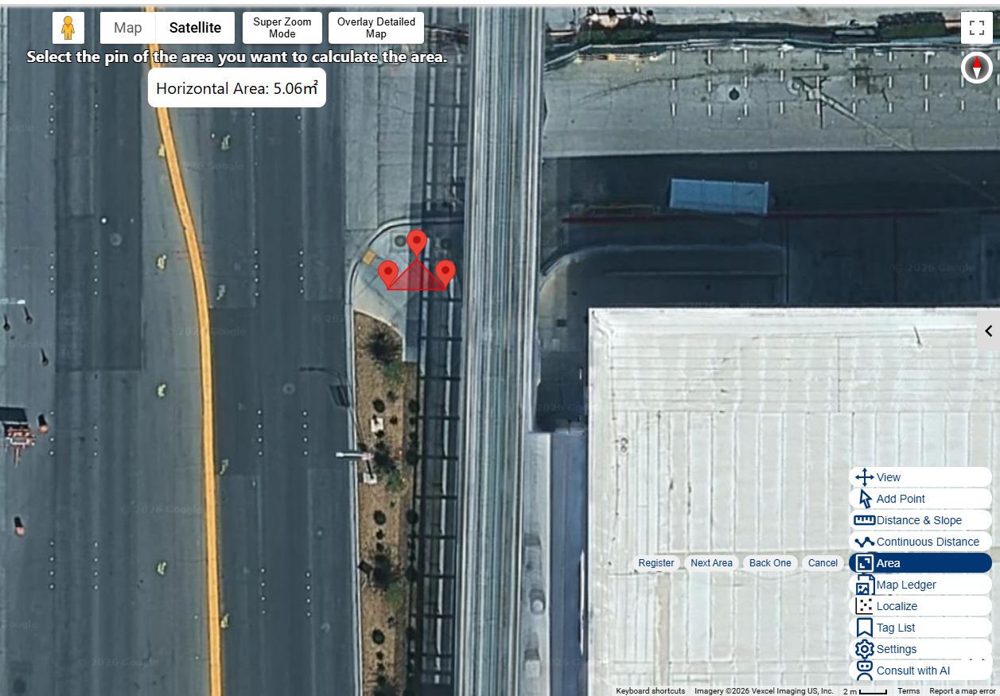 Map
Satellite
Super Zoom
Mode
Overlay Detailed
Map
Select the pin of the area you want to calculate the area.
Horizontal Area: 5.06㎡
View
Add Point
Distance & Slope
Continuous Distance
Register
Next Area
Back One
Cancel
Area
Map Ledger
Localize
Tag List
Settings
Consult with AI
Keyboard shortcuts
Imagery ©2026 Vexcel Imaging US, Inc.
2 m
Terms
Report a map error